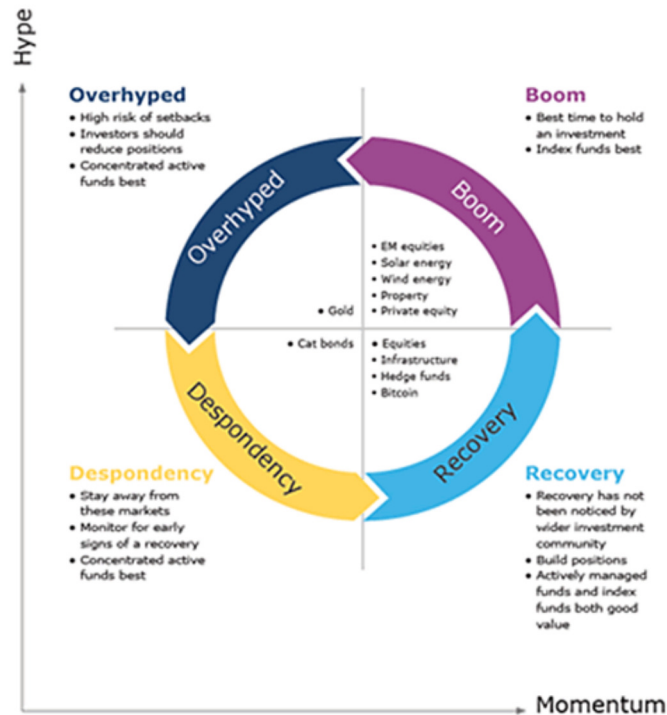 Hype
Overhyped
• High risk of setbacks
• Investors should
reduce positions
• Concentrated active
funds best
Boom
• Best time to hold
an investment
• Index funds best
Overhyped
Boom
• EM equities
• Solar energy
• Wind energy
• Property
• Private equity
• Gold
• Cat bonds
• Equities
• Infrastructure
• Hedge funds
• Bitcoin
Despondency
Recovery
Despondency
• Stay away from
these markets
• Monitor for early
signs of a recovery
• Concentrated active
funds best
Recovery
• Recovery has not
been noticed by
wider investment
community
• Build positions
• Actively managed
funds and index
funds both good
value
Momentum